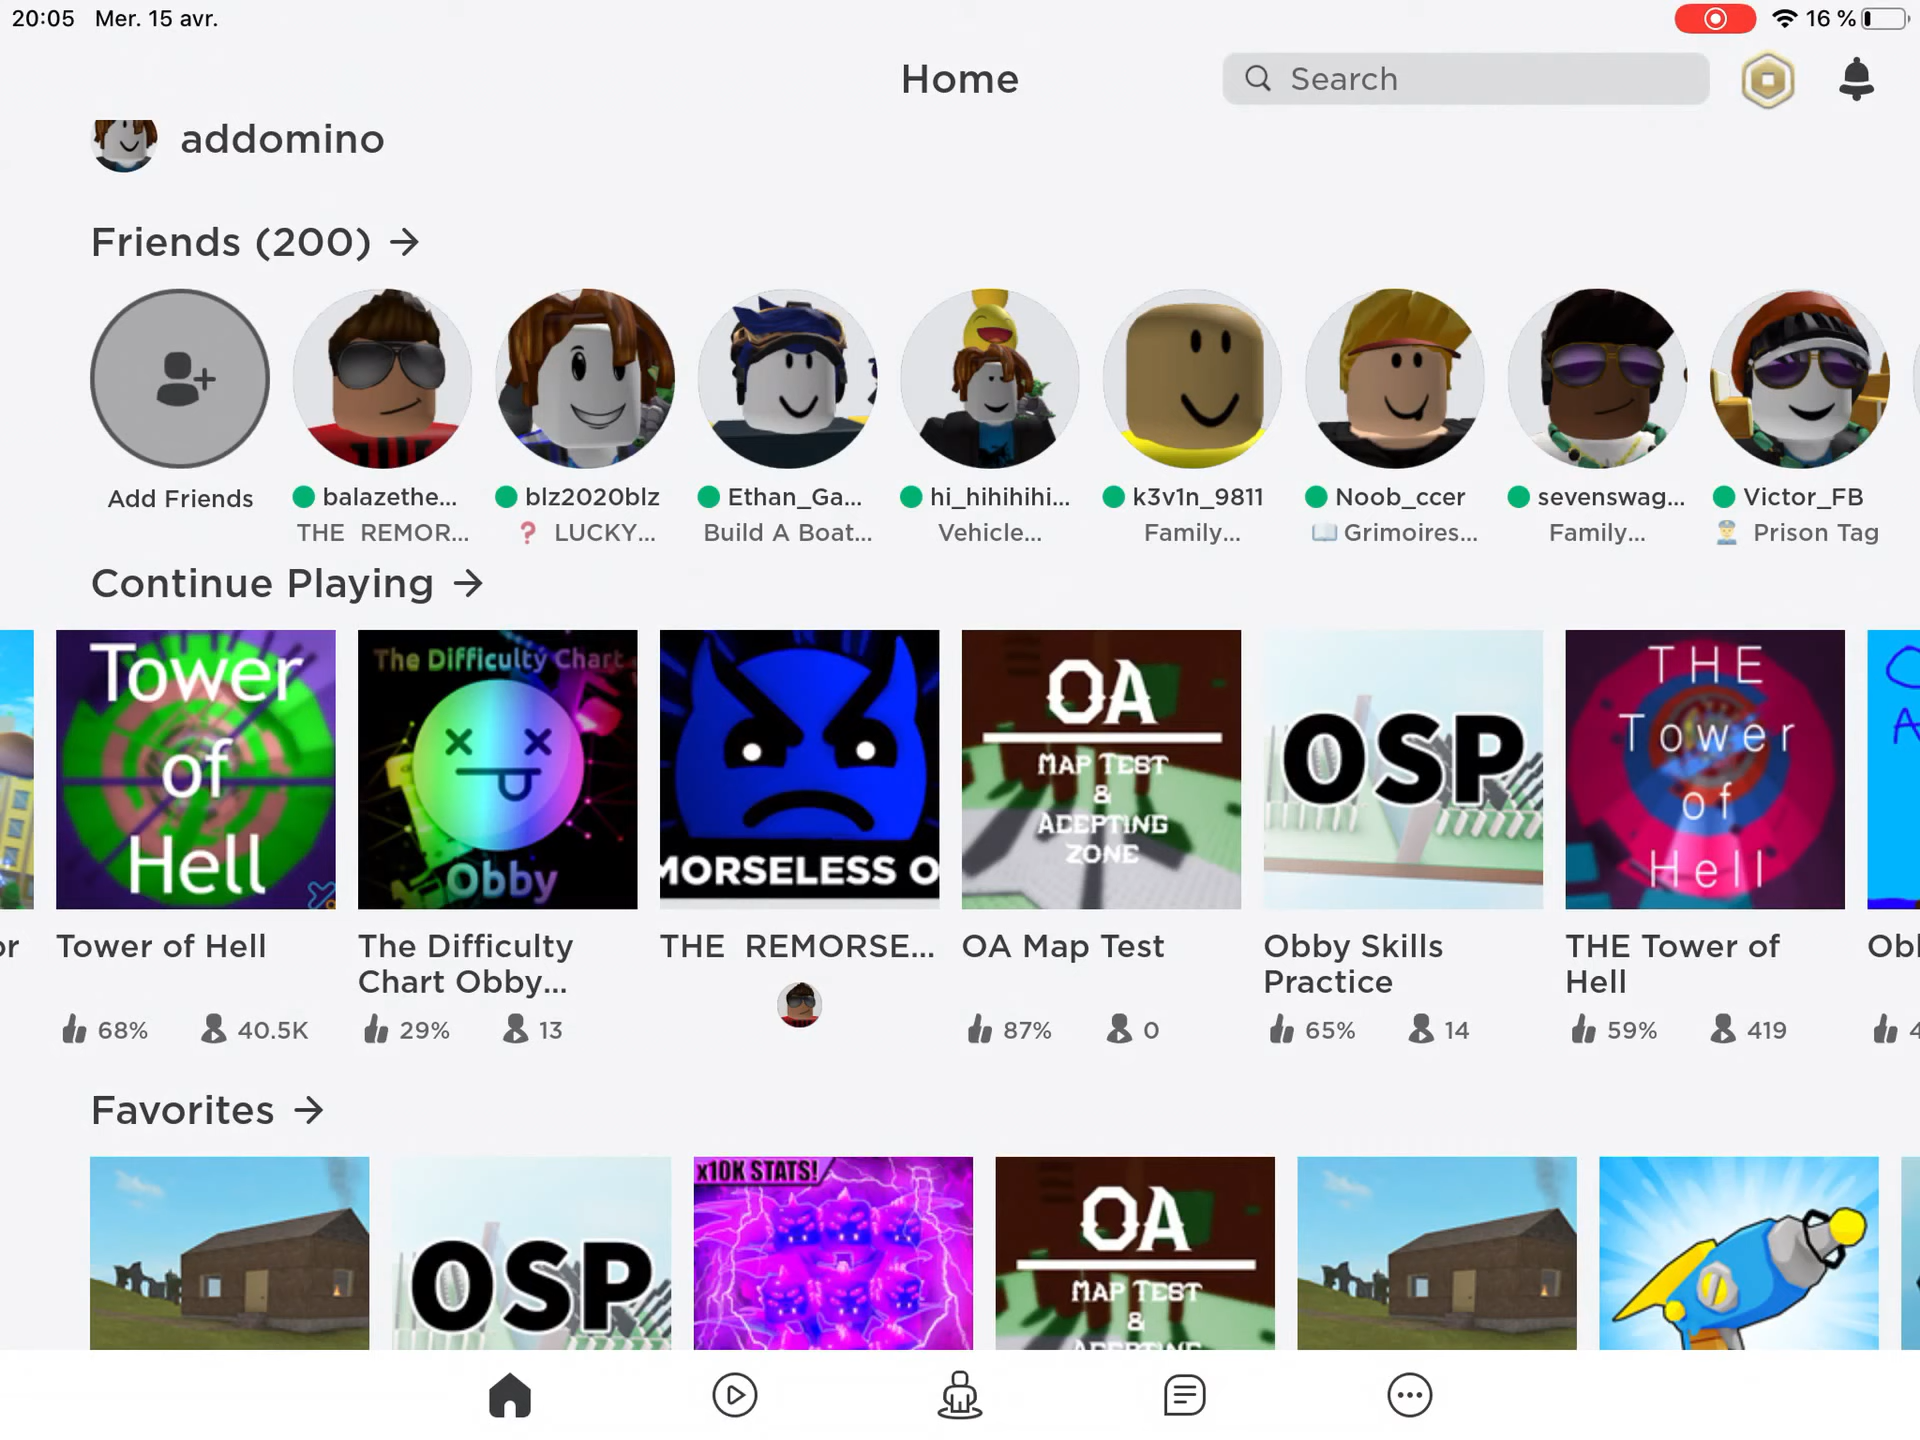 20:05 Mer. 15 avr. 16 %
Home
Search
addomino
Friends (200) →
Add Friends
balazethe...
THE REMOR...
blz2020blz
❓ LUCKY...
Ethan_Ga...
Build A Boat...
hi_hihihihi...
Vehicle...
k3v1n_9811
Family...
Noob_ccer
📖 Grimoires...
sevenswag...
Family...
Victor_FB
👮 Prison Tag
Continue Playing →
Tower
of
Hell
The Difficulty Chart
Obby
MORSELESS O
OA
MAP TEST
&
ACEPTING
ZONE
OSP
THE
Tower
of
Hell
O
A
or
Tower of Hell
68% 40.5K
The Difficulty
Chart Obby...
29% 13
THE REMORSE...
OA Map Test
87% 0
Obby Skills
Practice
65% 14
THE Tower of
Hell
59% 419
Obl
4
Favorites →
OSP
x10K STATS!
OA
MAP TEST
&
ACEPTING